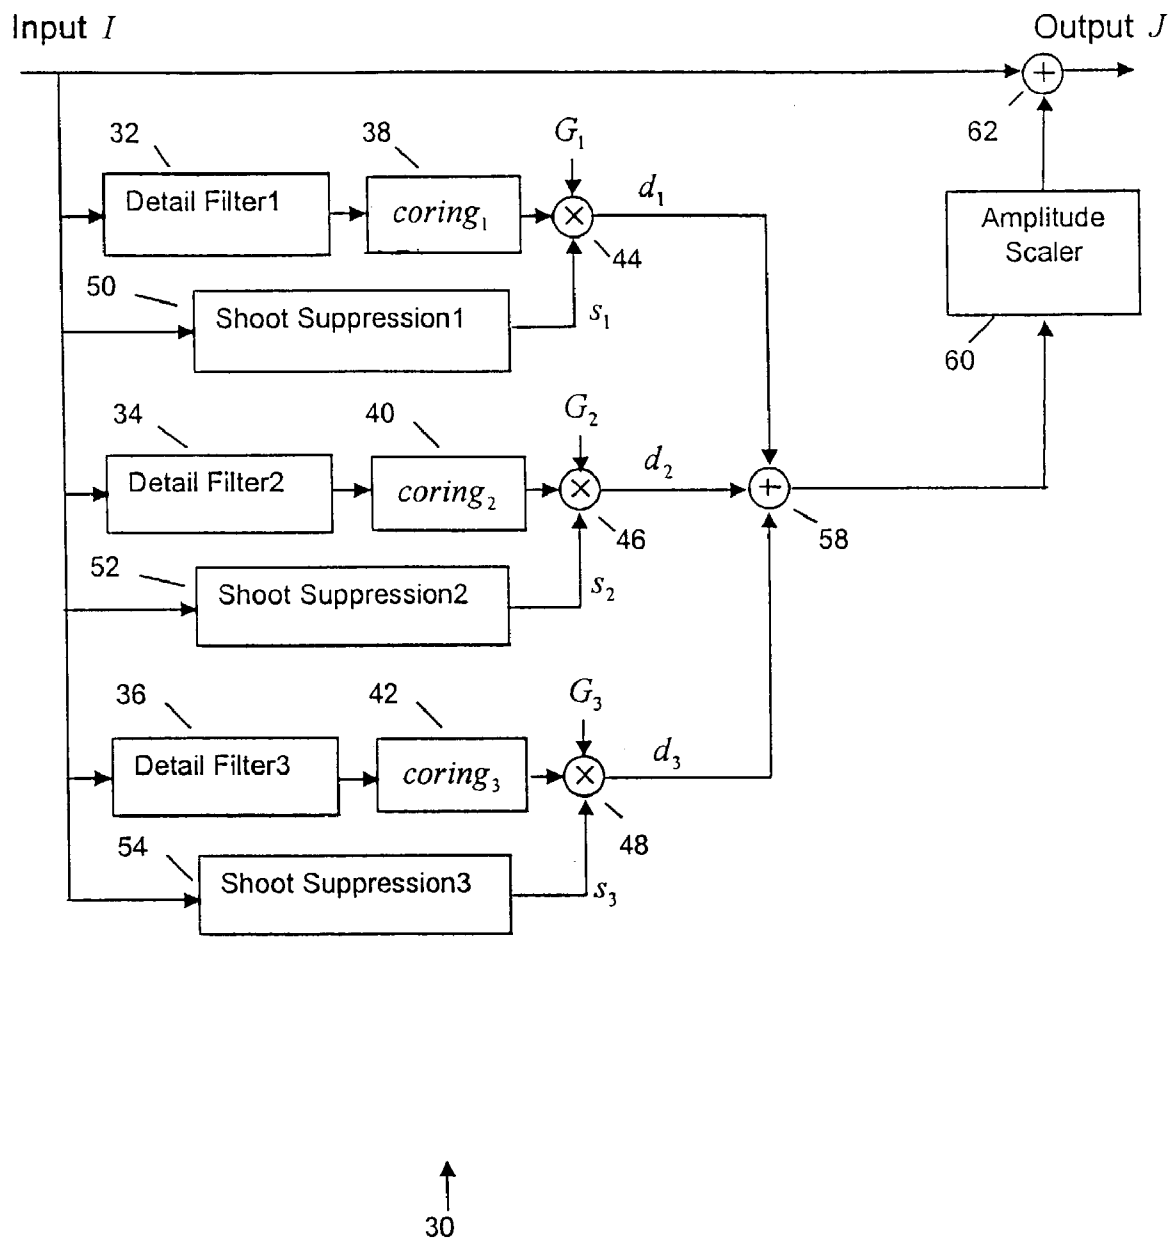 Input I
Output J
62
32
38
G₁
d₁
Detail Filter1
coring₁
44
Amplitude
Scaler
50
Shoot Suppression1
s₁
60
34
40
G₂
d₂
Detail Filter2
coring₂
46
58
52
Shoot Suppression2
s₂
36
42
G₃
d₃
Detail Filter3
coring₃
48
54
Shoot Suppression3
s₃
30